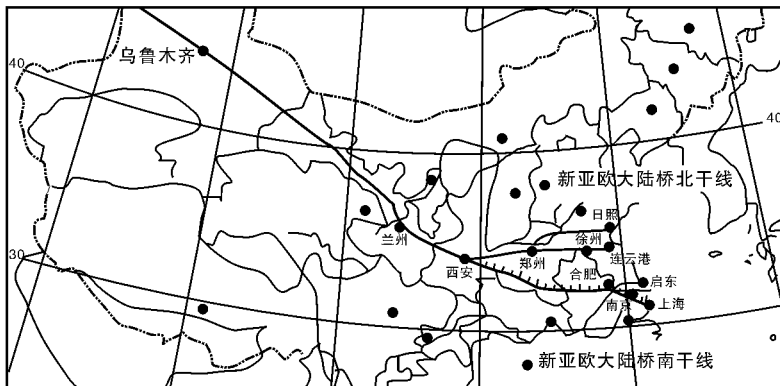 40
乌鲁木齐
40
新亚欧大陆桥北干线
日照
徐州
兰州
连云港
西安
郑州
合肥
启东
30
南京
上海
30
新亚欧大陆桥南干线